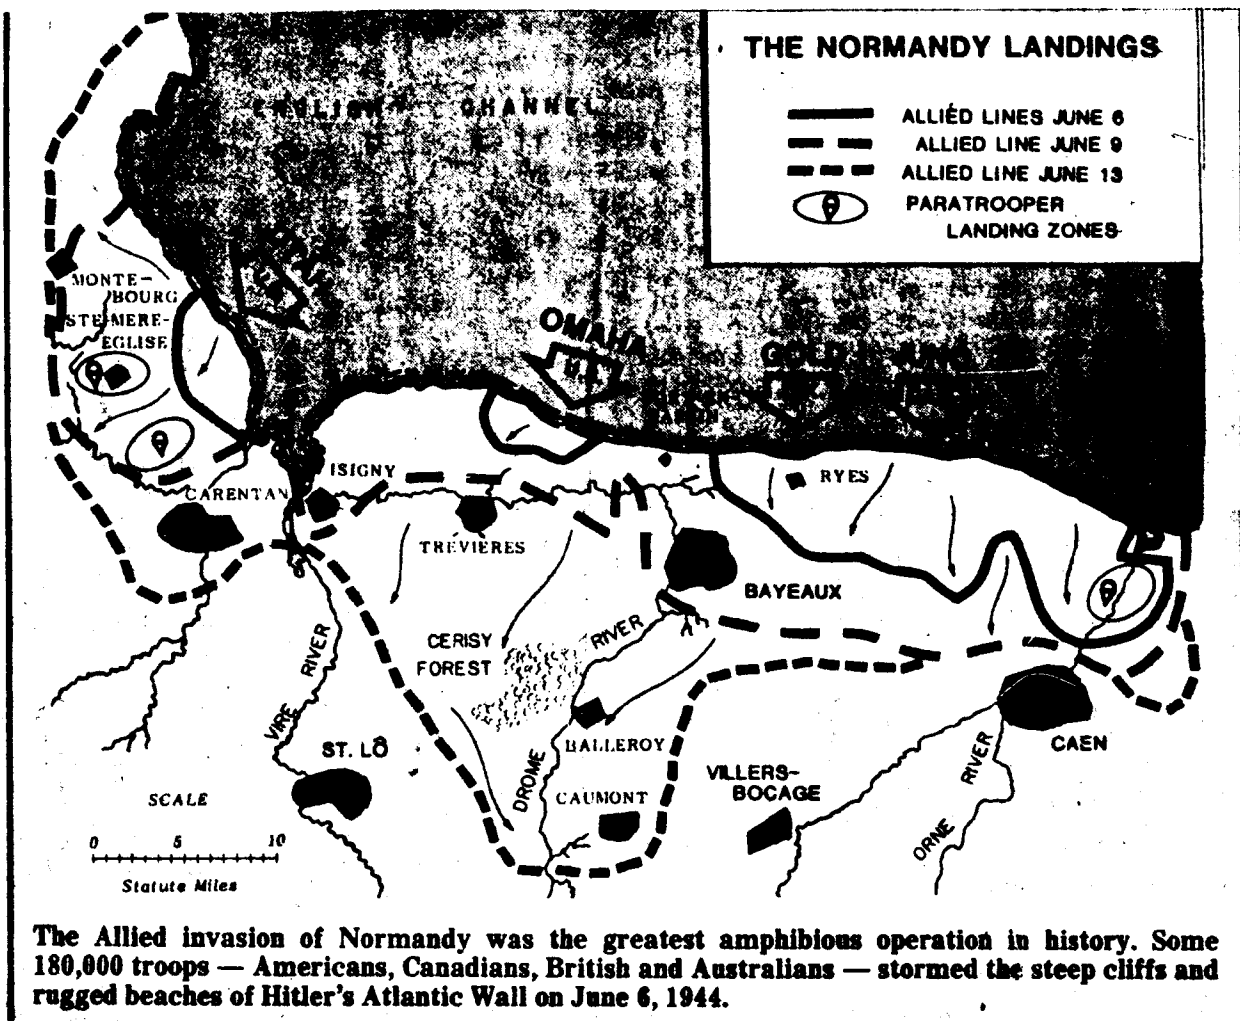 THE NORMANDY LANDINGS
ALLIED LINES JUNE 6
ALLIED LINE JUNE 9
ALLIED LINE JUNE 13
PARATROOPER
LANDING ZONES
ENGLISH CHANNEL
MONTE-
BOURG
STE-MERE-
EGLISE
OMAHA
GOLD
JUNO
ISIGNY
CARENTAN
TREVIERES
RYES
BAYEAUX
CERISY
FOREST
RIVER
VIRE RIVER
ST. LÔ
BALLEROY
DROME
CAUMONT
VILLERS-
BOCAGE
CAEN
ORNE RIVER
SCALE
0 5 10
Statute Miles
The Allied invasion of Normandy was the greatest amphibious operation in history. Some
180,000 troops — Americans, Canadians, British and Australians — stormed the steep cliffs and
rugged beaches of Hitler's Atlantic Wall on June 6, 1944.